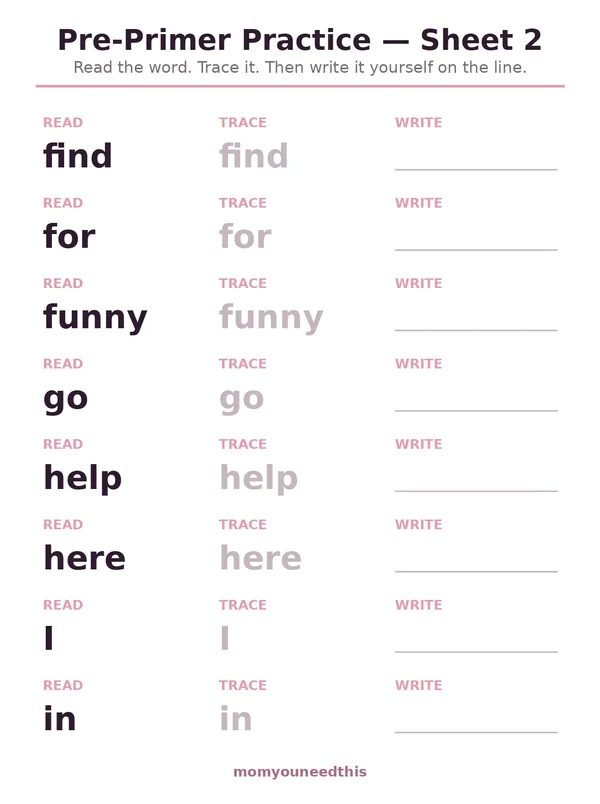 Pre-Primer Practice — Sheet 2
Read the word. Trace it. Then write it yourself on the line.
READ TRACE WRITE
find find
READ TRACE WRITE
for for
READ TRACE WRITE
funny funny
READ TRACE WRITE
go go
READ TRACE WRITE
help help
READ TRACE WRITE
here here
READ TRACE WRITE
I I
READ TRACE WRITE
in in
momyouneedthis